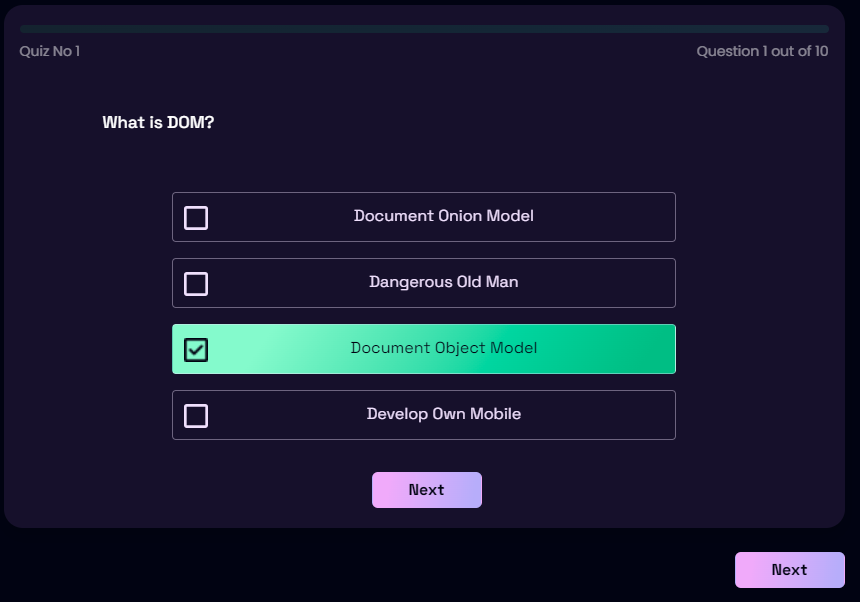 Quiz No 1
Question 1 out of 10
What is DOM?
Document Onion Model
Dangerous Old Man
Document Object Model
Develop Own Mobile
Next
Next